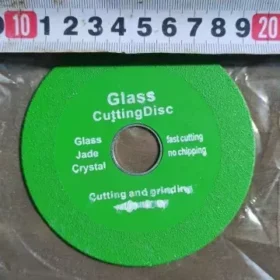 10 1 2 3 4 5 6 7 8 9 20
Glass
CuttingDisc
Glass fast cutting
Jade no chipping
Crystal
Cutting and grinding